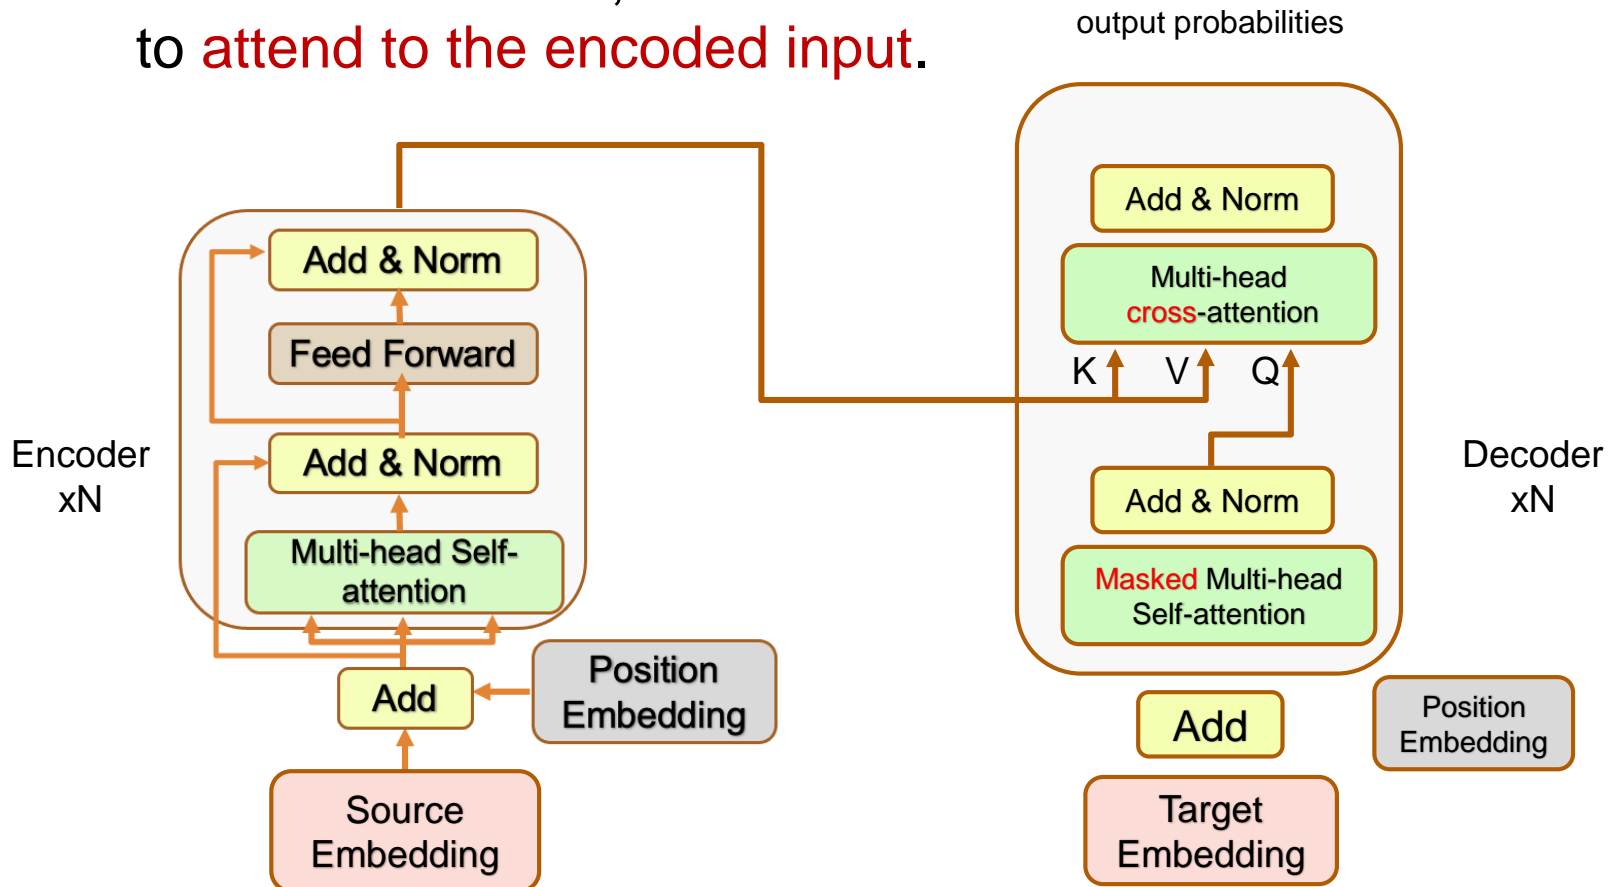 to attend to the encoded input.
output probabilities
Add & Norm
Feed Forward
Add & Norm
Multi-head Self-
attention
Encoder
xN
Add
Position
Embedding
Source
Embedding
Add & Norm
Multi-head
cross-attention
K V Q
Add & Norm
Masked Multi-head
Self-attention
Decoder
xN
Add
Position
Embedding
Target
Embedding